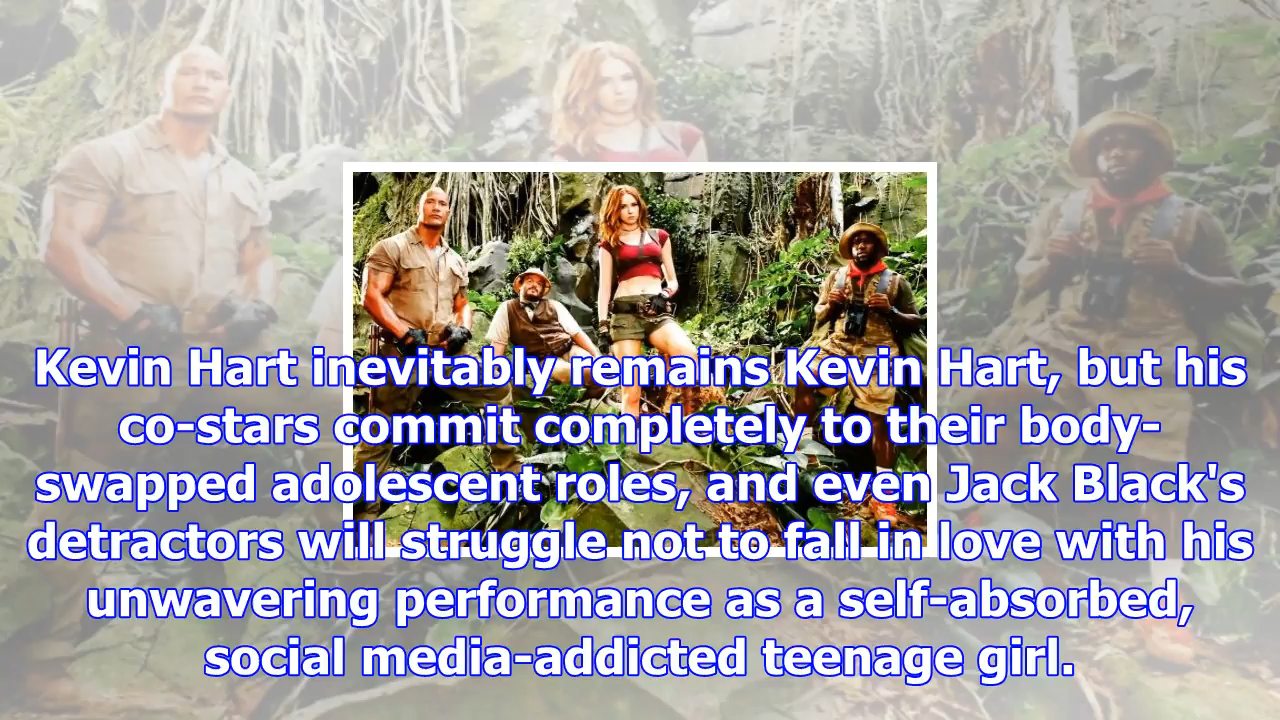 Kevin Hart inevitably remains Kevin Hart, but his
co-stars commit completely to their body-
swapped adolescent roles, and even Jack Black's
detractors will struggle not to fall in love with his
unwavering performance as a self-absorbed,
social media-addicted teenage girl.